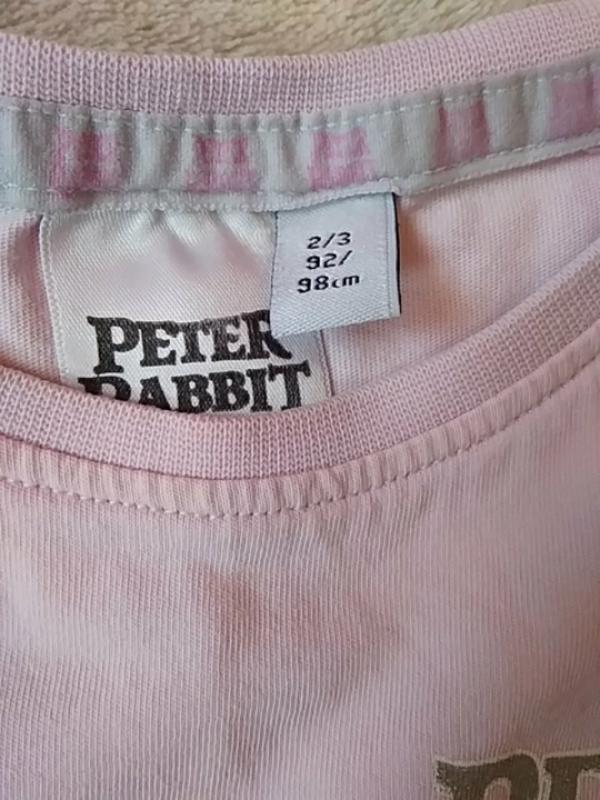 2/3
92/
98cm
PETER
RABBIT